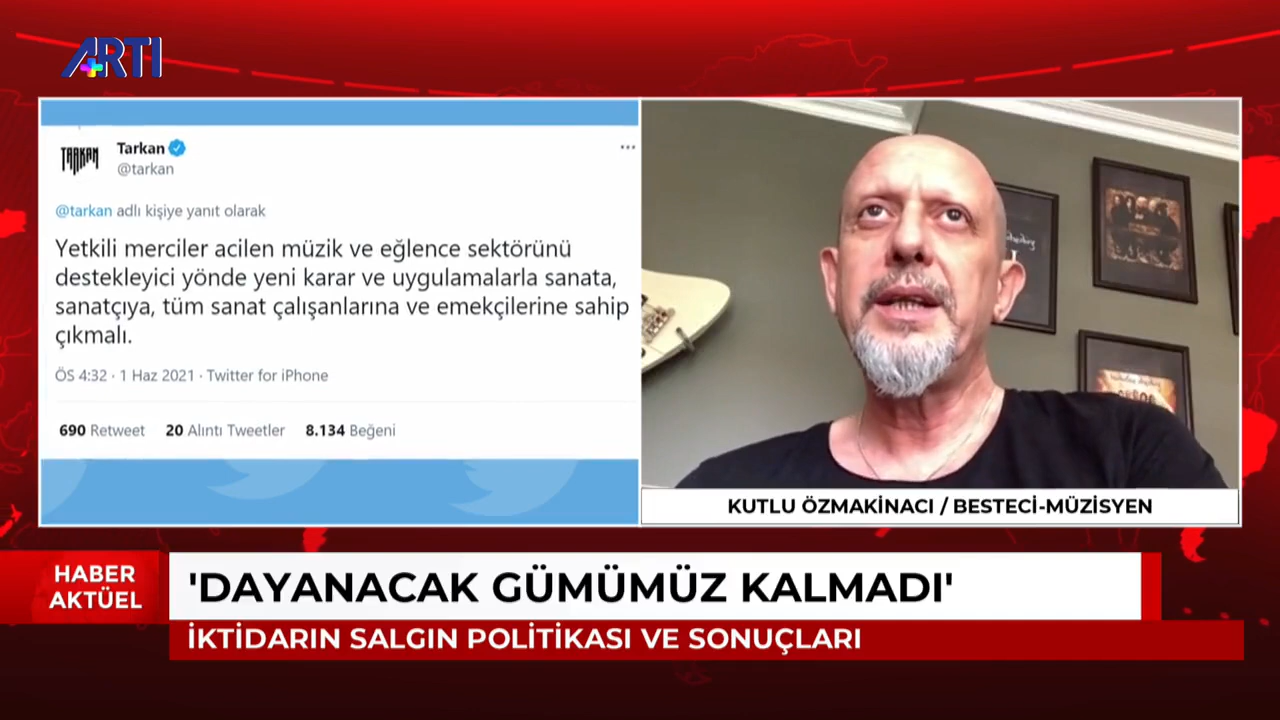 ARTI
TARKAN
Tarkan
@tarkan
@tarkan adlı kişiye yanıt olarak
Yetkili merciler acilen müzik ve eğlence sektörünü
destekleyici yönde yeni karar ve uygulamalarla sanata,
sanatçıya, tüm sanat çalışanlarına ve emekçilerine sahip
çıkmalı.
ÖS 4:32 · 1 Haz 2021 · Twitter for iPhone
690 Retweet 20 Alıntı Tweetler 8.134 Beğeni
KUTLU ÖZMAKİNACI / BESTECİ-MÜZİSYEN
HABER
AKTÜEL
'DAYANACAK GÜMÜMÜZ KALMADI'
İKTİDARIN SALGIN POLİTİKASI VE SONUÇLARI